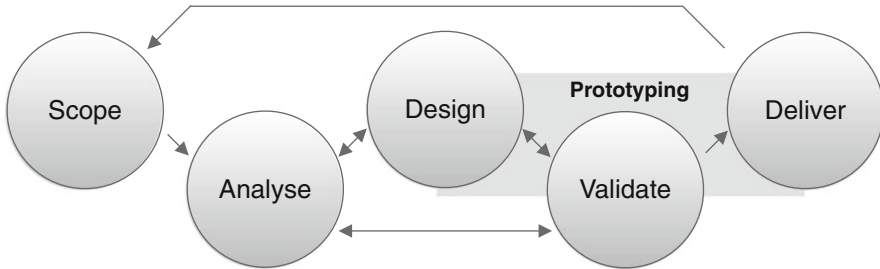 Scope
Analyse
Design
Prototyping
Validate
Deliver